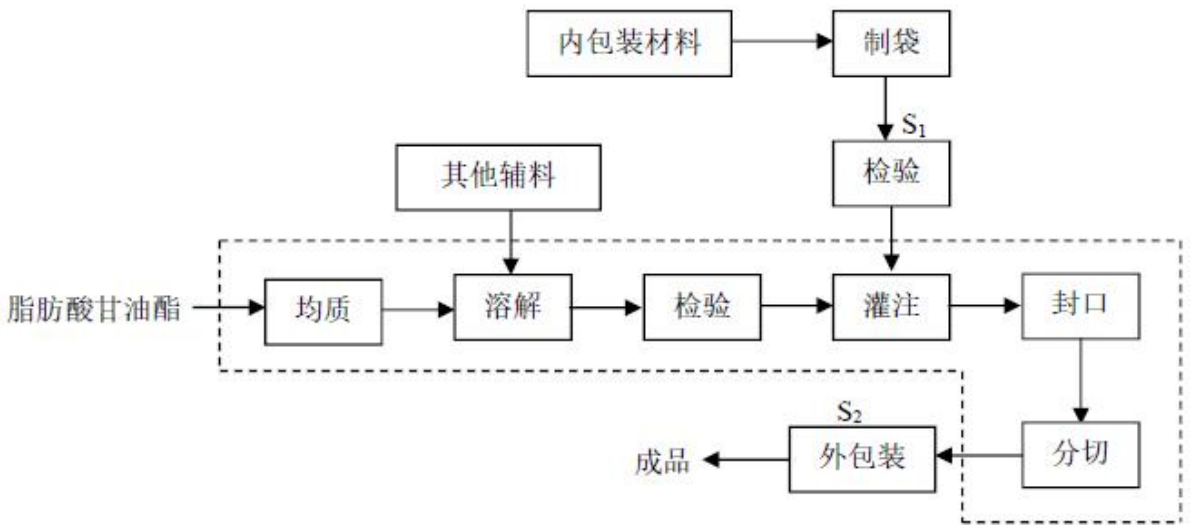 内包装材料
制袋
S₁
检验
其他辅料
脂肪酸甘油酯
均质
溶解
检验
灌注
封口
S₂
成品
外包装
分切